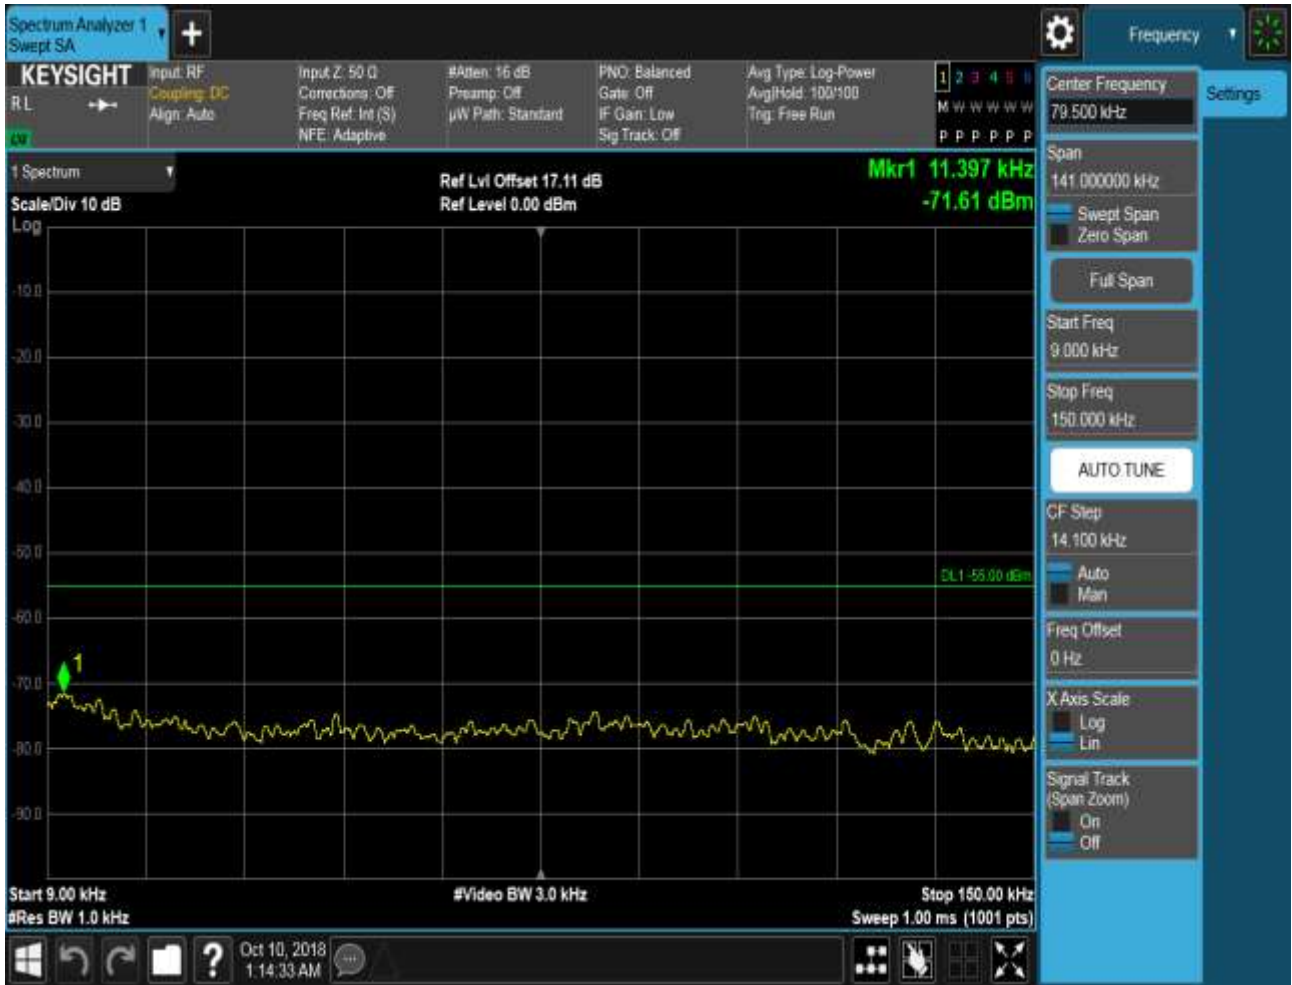 Spectrum Analyzer 1
Swept SA
Frequency
KEYSIGHT
RL
Input: RF
Coupling: DC
Align: Auto
Input Z: 50 Ω
Corrections: Off
Freq Ref: Int (S)
NFE: Adaptive
#Atten: 16 dB
Preamp: Off
µW Path: Standard
PNO: Balanced
Gate: Off
IF Gain: Low
Sig Track: Off
Avg Type: Log-Power
Avg|Hold: 100/100
Trig: Free Run
1 2 3 4 5 6
M W W W W W
P P P P P P
1 Spectrum
Scale/Div 10 dB
Log
Ref Lvl Offset 17.11 dB
Ref Level 0.00 dBm
Mkr1 11.397 kHz
-71.61 dBm
-10.0
-20.0
-30.0
-40.0
-50.0
DL1 -55.00 dBm
-60.0
1
-70.0
-80.0
-90.0
Start 9.00 kHz
#Video BW 3.0 kHz
Stop 150.00 kHz
#Res BW 1.0 kHz
Sweep 1.00 ms (1001 pts)
Center Frequency
79.500 kHz
Settings
Span
141.000000 kHz
Swept Span
Zero Span
Full Span
Start Freq
9.000 kHz
Stop Freq
150.000 kHz
AUTO TUNE
CF Step
14.100 kHz
Auto
Man
Freq Offset
0 Hz
X Axis Scale
Log
Lin
Signal Track
(Span Zoom)
On
Off
?
Oct 10, 2018
1:14:33 AM